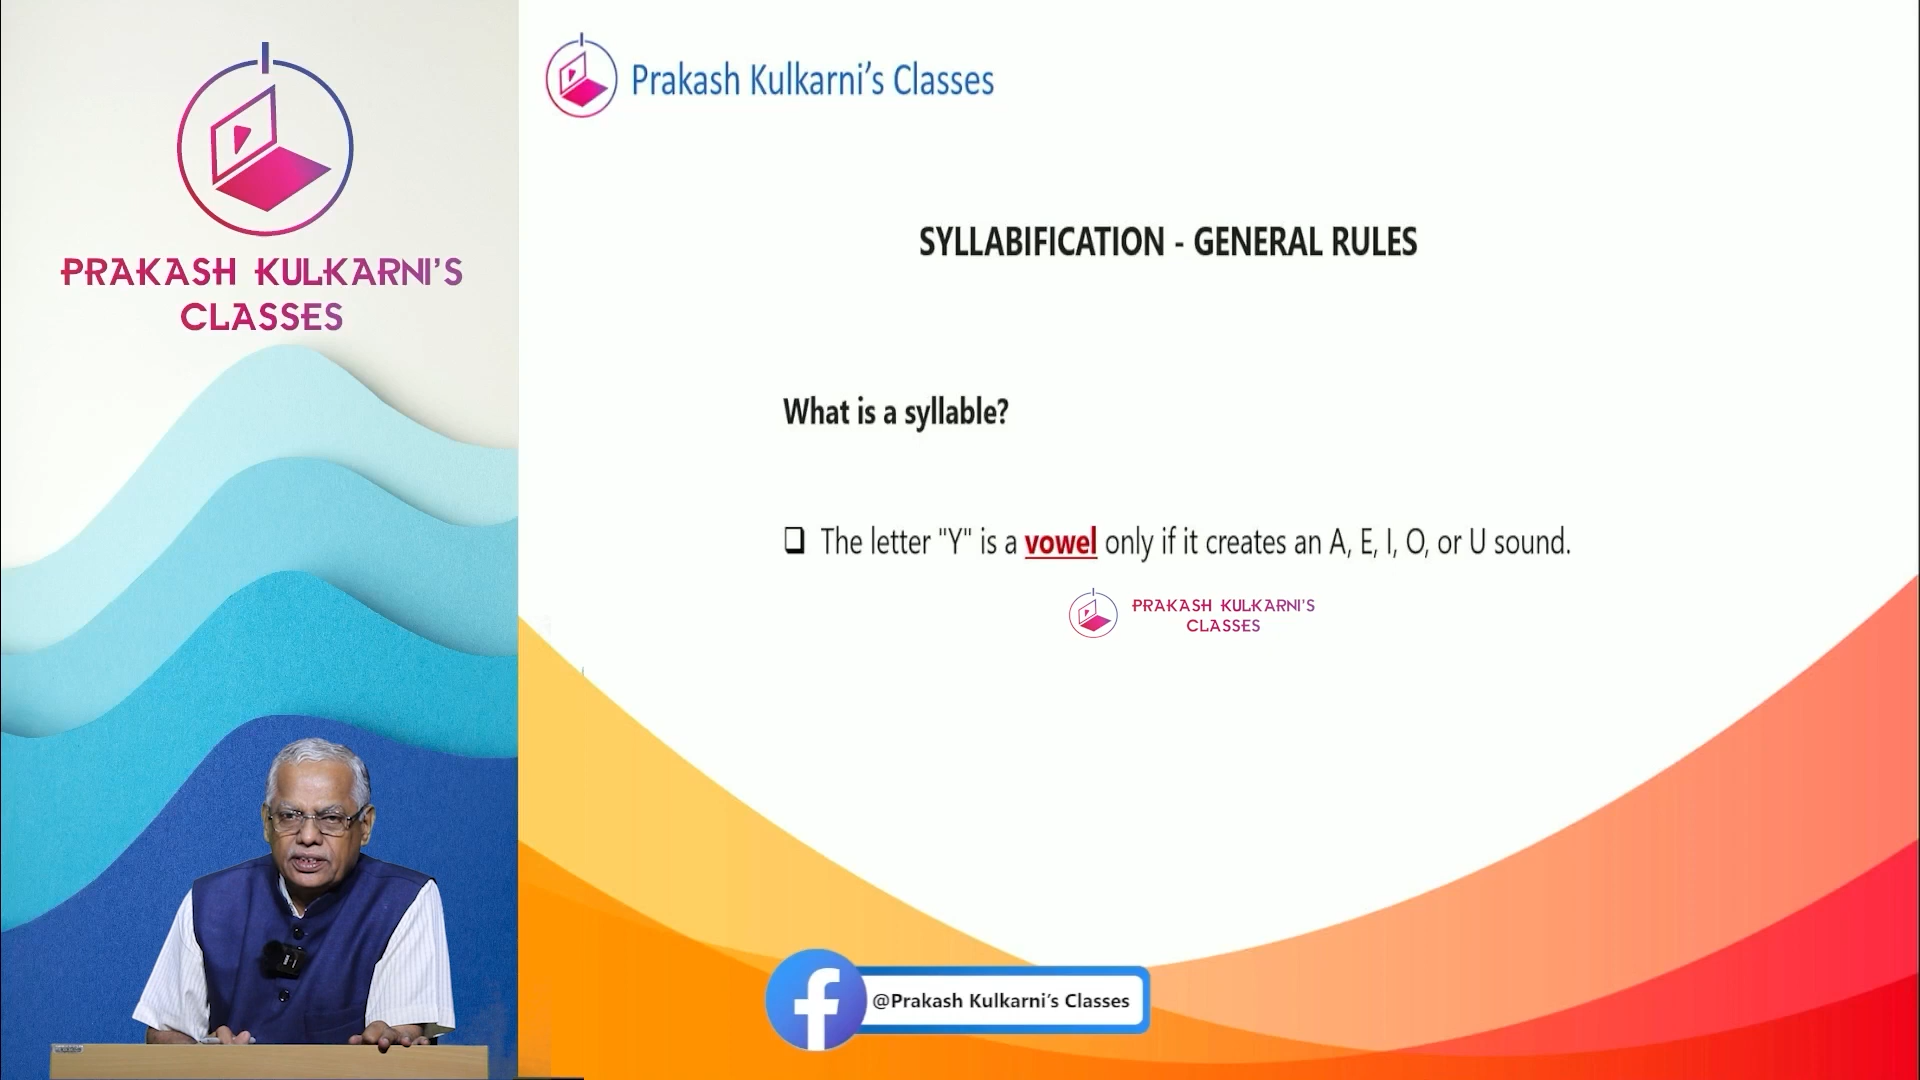 PRAKASH KULKARNI'S
CLASSES
Prakash Kulkarni's Classes
SYLLABIFICATION - GENERAL RULES
What is a syllable?
❑ The letter "Y" is a vowel only if it creates an A, E, I, O, or U sound.
PRAKASH KULKARNI'S
CLASSES
@Prakash Kulkarni's Classes